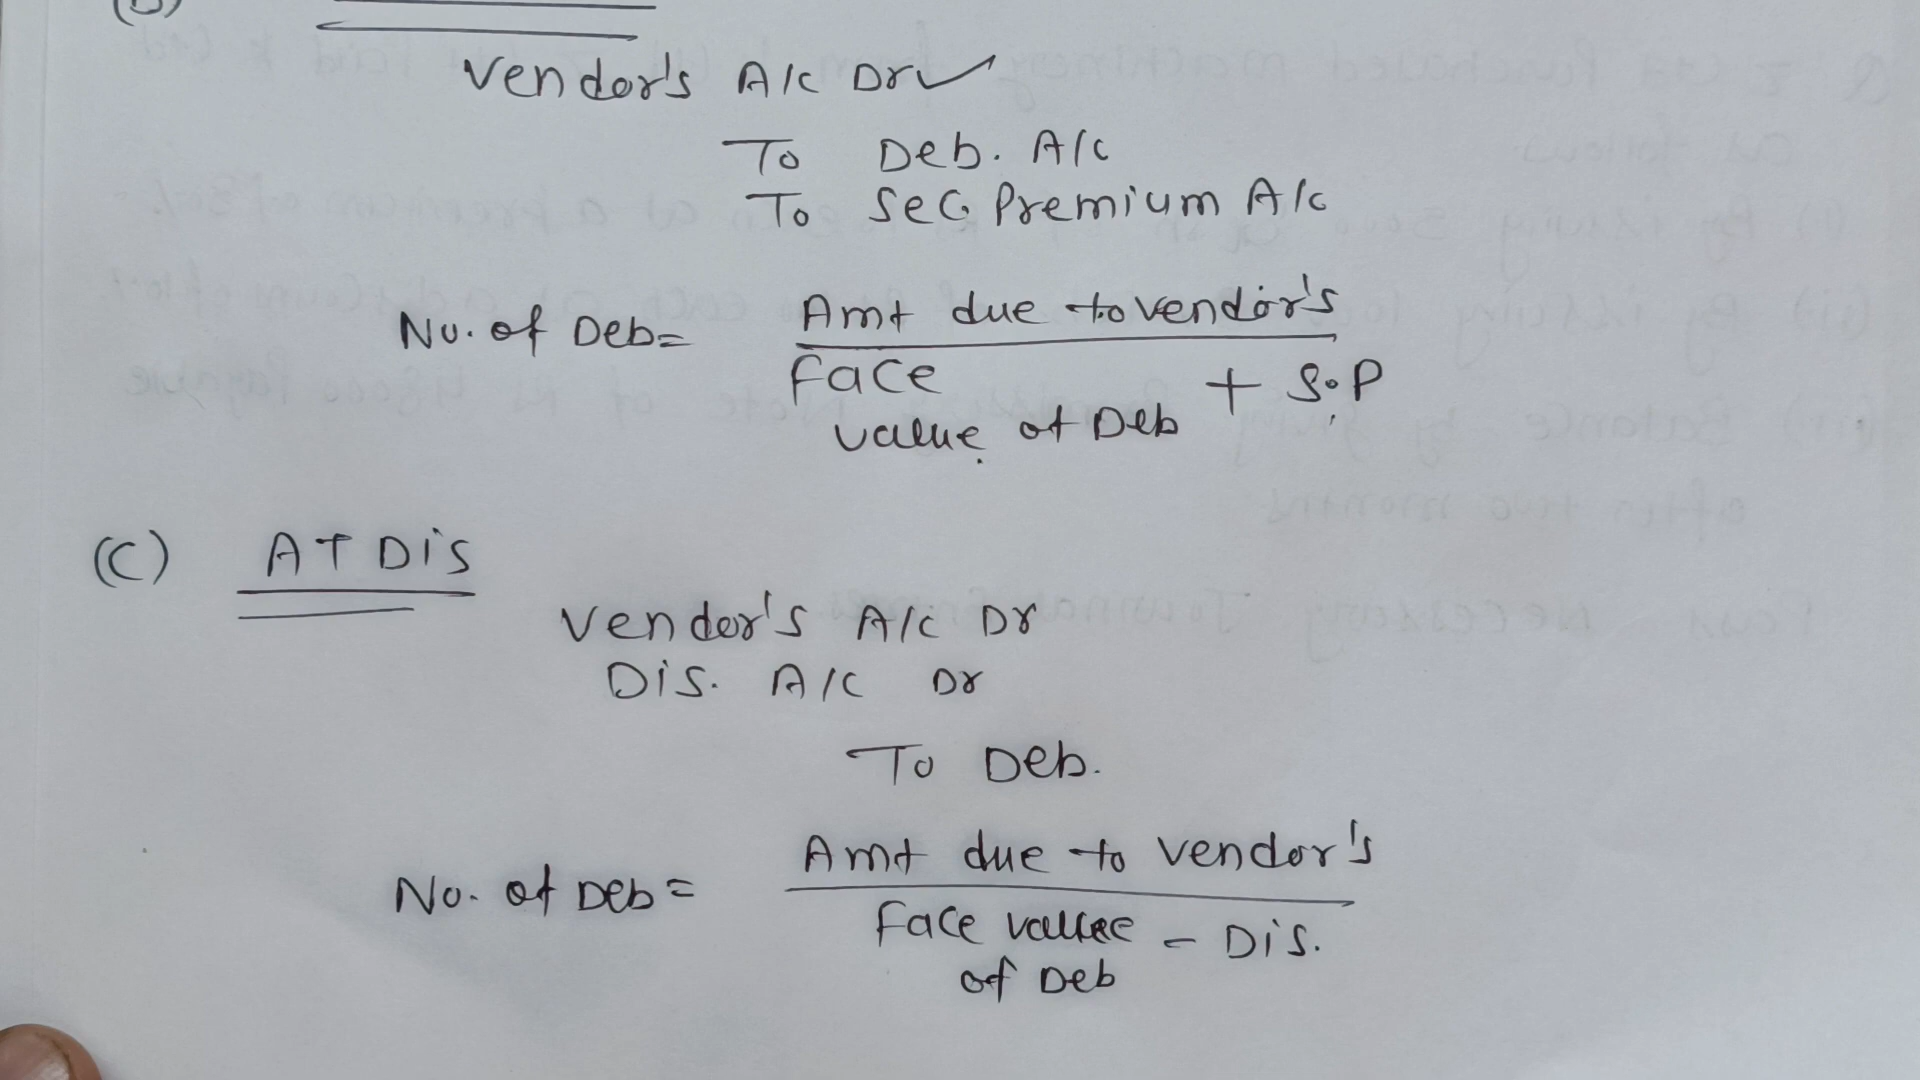 (b)
Vendor's A/c Dr
To Deb. A/c
To Sec. Premium A/c
No. of Deb = Amt due to vendor's
Face value of Deb + S.P
(C) AT Dis
Vendor's A/c Dr
Dis. A/c Dr
To Deb.
No. of Deb = Amt due to vendor's
Face value of Deb - Dis.